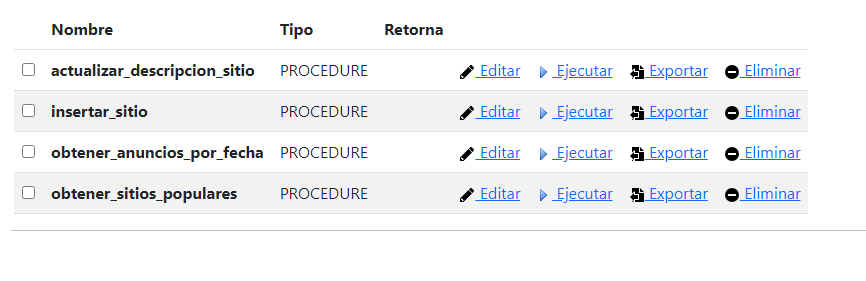 Nombre Tipo Retorna
actualizar_descripcion_sitio PROCEDURE Editar Ejecutar Exportar Eliminar
insertar_sitio PROCEDURE Editar Ejecutar Exportar Eliminar
obtener_anuncios_por_fecha PROCEDURE Editar Ejecutar Exportar Eliminar
obtener_sitios_populares PROCEDURE Editar Ejecutar Exportar Eliminar